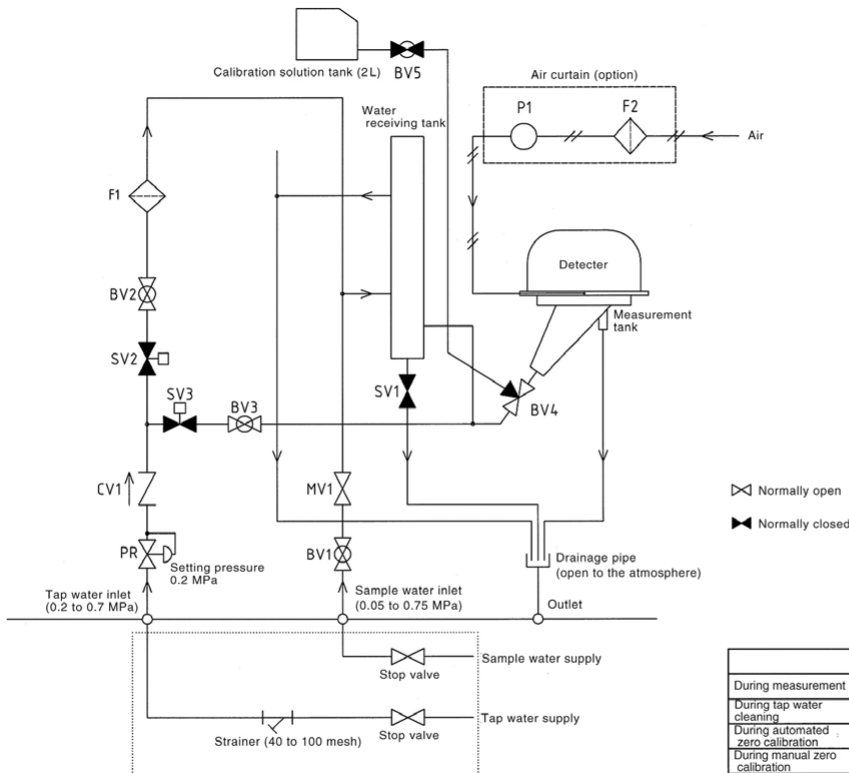 Calibration solution tank (2L)
BV5
Air curtain (option)
P1
F2
Air
Water
receiving tank
F1
Detecter
BV2
Measurement
tank
SV2
SV3
BV3
SV1
BV4
CV1
MV1
Normally open
Normally closed
PR
Setting pressure
0.2 MPa
BV1
Drainage pipe
(open to the atmosphere)
Tap water inlet
(0.2 to 0.7 MPa)
Sample water inlet
(0.05 to 0.75 MPa)
Outlet
Sample water supply
Stop valve
Tap water supply
Strainer (40 to 100 mesh)
Stop valve
During measurement
During tap water
cleaning
During automated
zero calibration
During manual zero
calibration